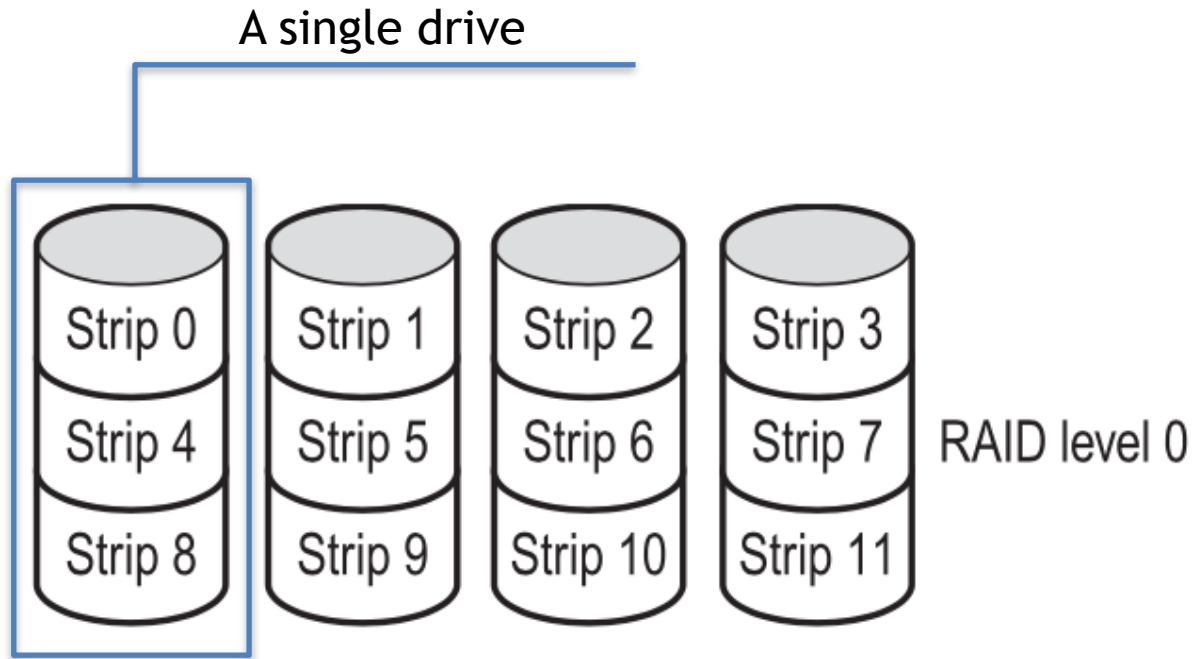 A single drive
Strip 0 Strip 1 Strip 2 Strip 3
Strip 4 Strip 5 Strip 6 Strip 7 RAID level 0
Strip 8 Strip 9 Strip 10 Strip 11